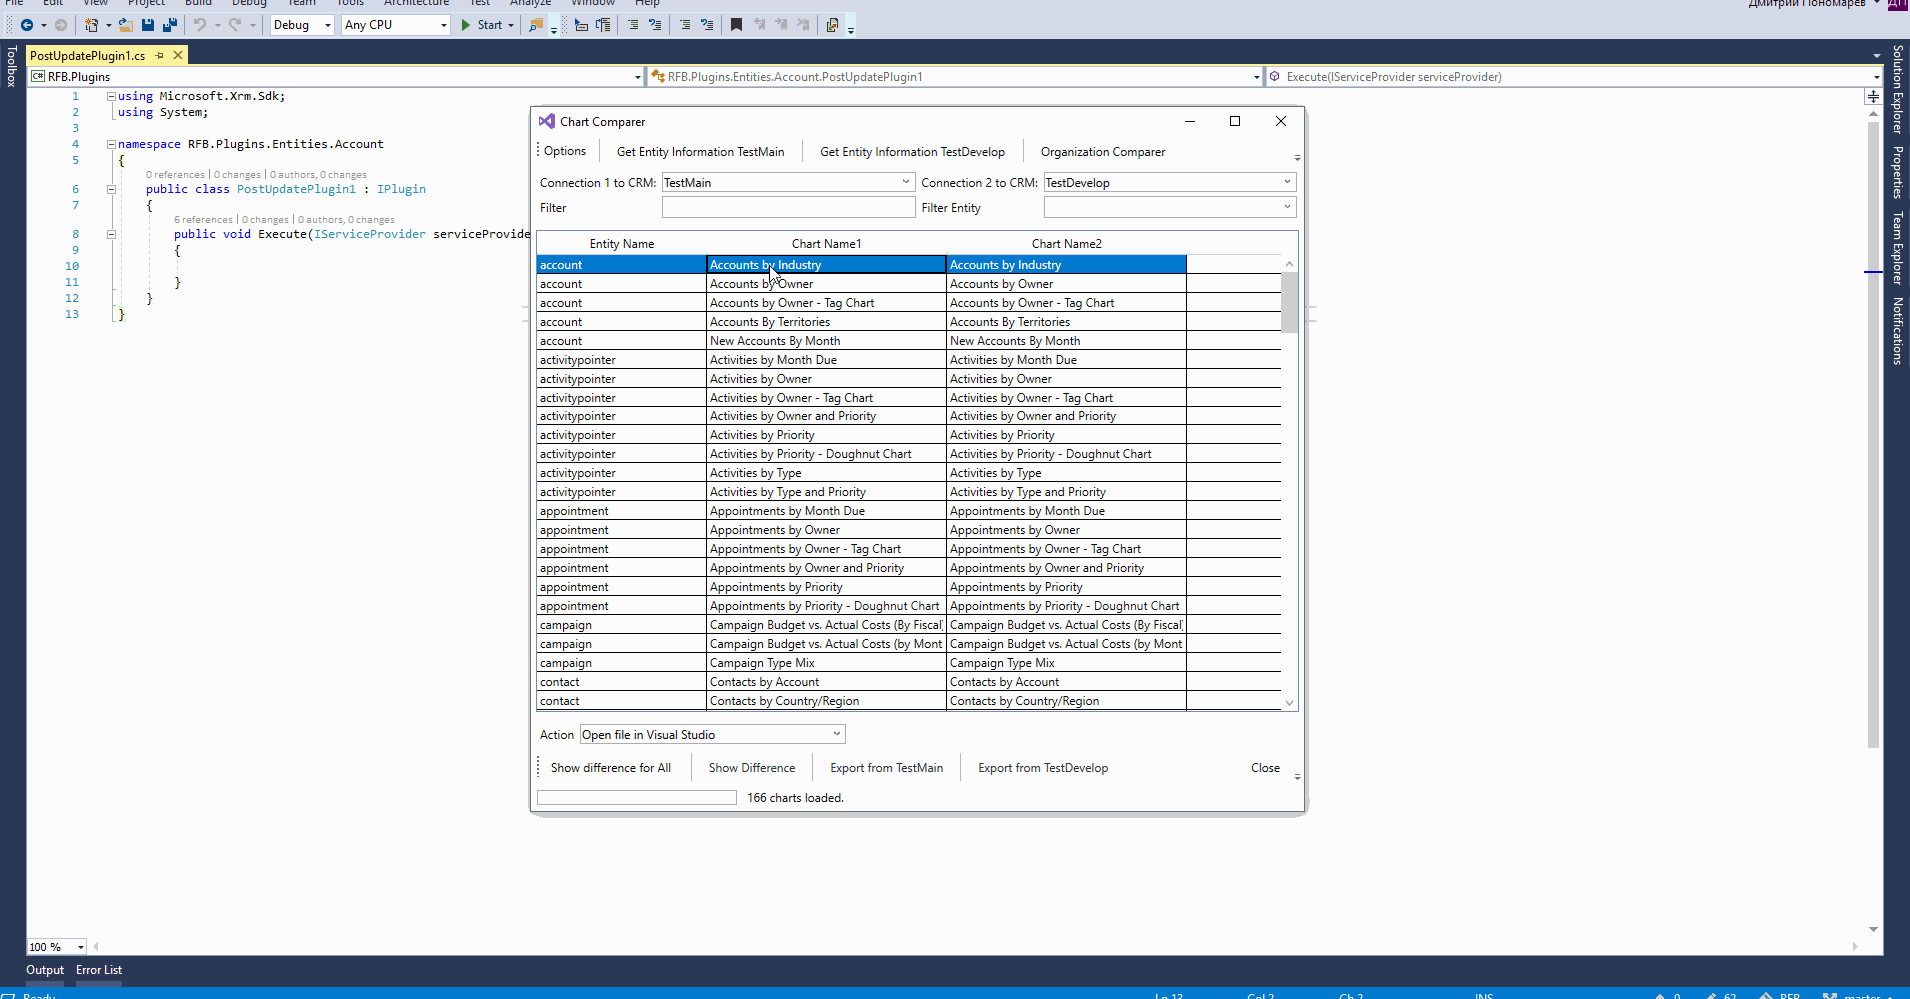 File Edit View Project Build Debug Team Tools Architecture Test Analyze Window Help
Дмитрий Пономарев ДП
Debug Any CPU Start
Toolbox
PostUpdatePlugin1.cs
C# RFB.Plugins RFB.Plugins.Entities.Account.PostUpdatePlugin1 Execute(IServiceProvider serviceProvider)
1 using Microsoft.Xrm.Sdk;
2 using System;
3
4 namespace RFB.Plugins.Entities.Account
5 {
0 references | 0 changes | 0 authors, 0 changes
6 public class PostUpdatePlugin1 : IPlugin
7 {
6 references | 0 changes | 0 authors, 0 changes
8 public void Execute(IServiceProvider serviceProvide
9 {
10
11 }
12 }
13 }
Chart Comparer
Options Get Entity Information TestMain Get Entity Information TestDevelop Organization Comparer
Connection 1 to CRM: TestMain Connection 2 to CRM: TestDevelop
Filter Filter Entity
Entity Name Chart Name1 Chart Name2
account Accounts by Industry Accounts by Industry
account Accounts by Owner Accounts by Owner
account Accounts by Owner - Tag Chart Accounts by Owner - Tag Chart
account Accounts By Territories Accounts By Territories
account New Accounts By Month New Accounts By Month
activitypointer Activities by Month Due Activities by Month Due
activitypointer Activities by Owner Activities by Owner
activitypointer Activities by Owner - Tag Chart Activities by Owner - Tag Chart
activitypointer Activities by Owner and Priority Activities by Owner and Priority
activitypointer Activities by Priority Activities by Priority
activitypointer Activities by Priority - Doughnut Chart Activities by Priority - Doughnut Chart
activitypointer Activities by Type Activities by Type
activitypointer Activities by Type and Priority Activities by Type and Priority
appointment Appointments by Month Due Appointments by Month Due
appointment Appointments by Owner Appointments by Owner
appointment Appointments by Owner - Tag Chart Appointments by Owner - Tag Chart
appointment Appointments by Owner and Priority Appointments by Owner and Priority
appointment Appointments by Priority Appointments by Priority
appointment Appointments by Priority - Doughnut Chart Appointments by Priority - Doughnut Chart
campaign Campaign Budget vs. Actual Costs (By Fiscal Campaign Budget vs. Actual Costs (By Fiscal
campaign Campaign Budget vs. Actual Costs (by Mont Campaign Budget vs. Actual Costs (by Mont
campaign Campaign Type Mix Campaign Type Mix
contact Contacts by Account Contacts by Account
contact Contacts by Country/Region Contacts by Country/Region
Action Open file in Visual Studio
Show difference for All Show Difference Export from TestMain Export from TestDevelop Close
166 charts loaded.
Solution Explorer
Properties
Team Explorer
Notifications
100 %
Output Error List
Ready Ln 13 Col 2 Ch 2 INS 0 62 RFB master